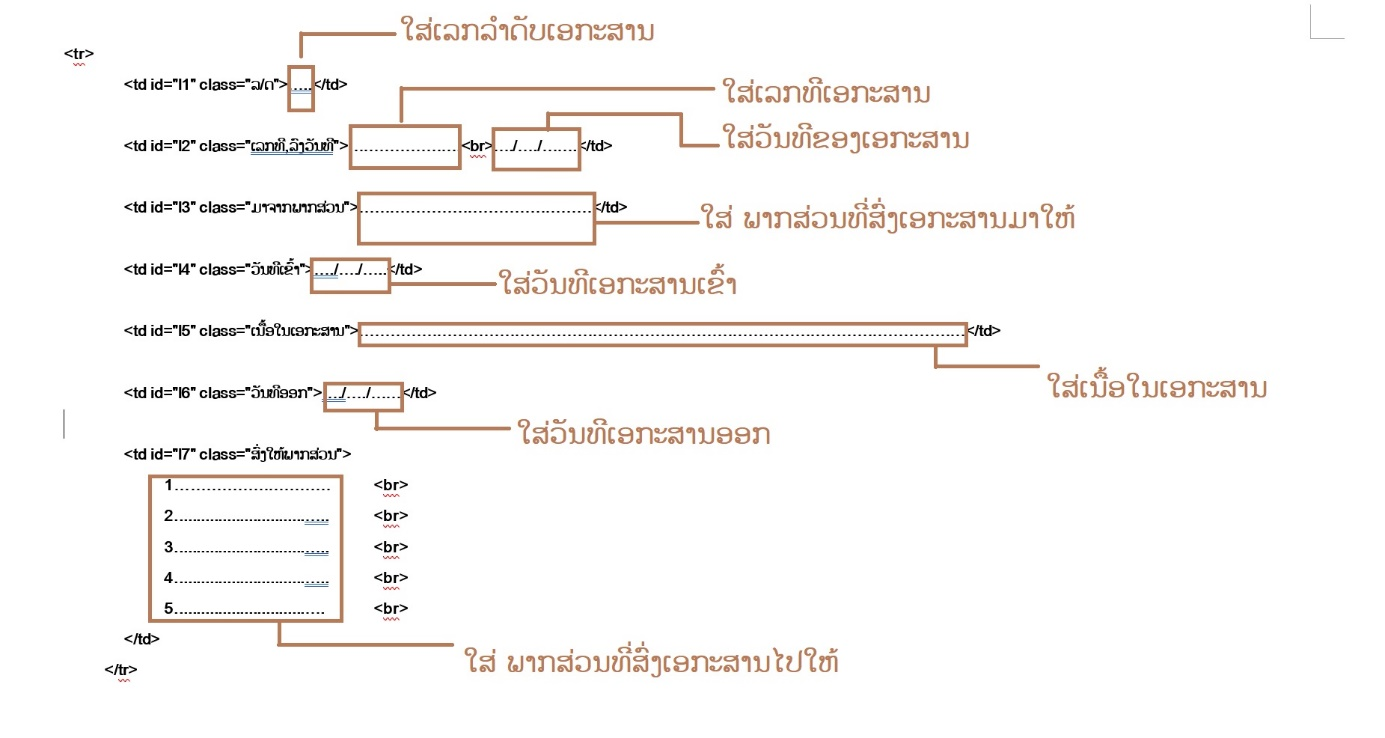 ໃສ່ເລກລຳດັບເອກະສານ
<tr>
<td id="l1" class="ລ/ດ">…..</td>
ໃສ່ເລກທີເອກະສານ
<td id="l2" class="ເລກທີ,ລົງວັນທີ">…………………..<br>…./…./…….</td>
ໃສ່ວັນທີຂອງເອກະສານ
<td id="l3" class="ມາຈາກພາກສ່ວນ">……………………………………………</td>
ໃສ່ ພາກສ່ວນທີ່ສົ່ງເອກະສານມາໃຫ້
<td id="l4" class="ວັນທີເຂົ້າ">…../…./…..</td>
ໃສ່ວັນທີເອກະສານເຂົ້າ
<td id="l5" class="ເນື້ອໃນເອກະສານ">……………………………………………………………………………………………………………………</td>
ໃສ່ເນື້ອໃນເອກະສານ
<td id="l6" class="ວັນທີອອກ">…../…./……</td>
ໃສ່ວັນທີເອກະສານອອກ
<td id="l7" class="ສົ່ງໃຫ້ພາກສ່ວນ">
1…………………………… <br>
2…………………………… <br>
3…………………………… <br>
4…………………………… <br>
5…………………………… <br>
</td>
ໃສ່ ພາກສ່ວນທີ່ສົ່ງເອກະສານໄປໃຫ້
</tr>